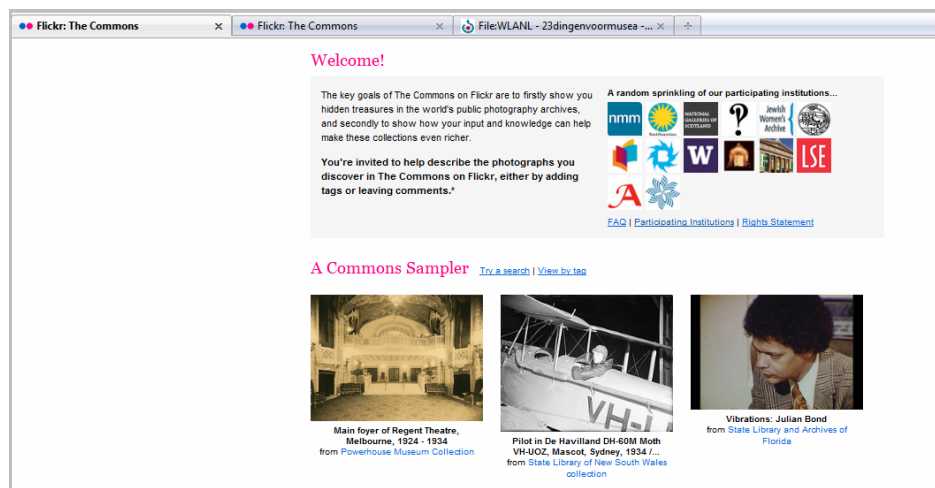 Flickr: The Commons
Flickr: The Commons
File:WLANL - 23dingenvoormusea -...
Welcome!
The key goals of The Commons on Flickr are to firstly show you
hidden treasures in the world's public photography archives,
and secondly to show how your input and knowledge can help
make these collections even richer.
You're invited to help describe the photographs you
discover in The Commons on Flickr, either by adding
tags or leaving comments.*
A random sprinkling of our participating institutions...
nmm
NATIONAL
GALLERIES OF
SCOTLAND
?
Jewish
Women's
Archive
W
LSE
A
FAQ | Participating Institutions | Rights Statement
A Commons Sampler Try a search | View by tag
VH-U
Main foyer of Regent Theatre,
Melbourne, 1924 - 1934
from Powerhouse Museum Collection
Pilot in De Havilland DH-60M Moth
VH-UOZ, Mascot, Sydney, 1934 /...
from State Library of New South Wales
collection
Vibrations: Julian Bond
from State Library and Archives of
Florida